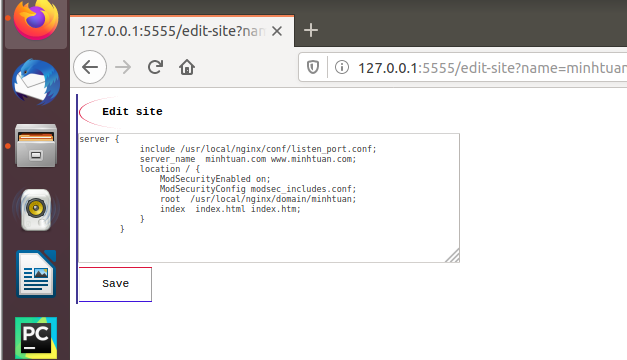 127.0.0.1:5555/edit-site?nam
127.0.0.1:5555/edit-site?name=minhtuan
Edit site
server {
include /usr/local/nginx/conf/listen_port.conf;
server_name  minhtuan.com www.minhtuan.com;
location / {
ModSecurityEnabled on;
ModSecurityConfig modsec_includes.conf;
root  /usr/local/nginx/domain/minhtuan;
index  index.html index.htm;
}
}
Save
PC